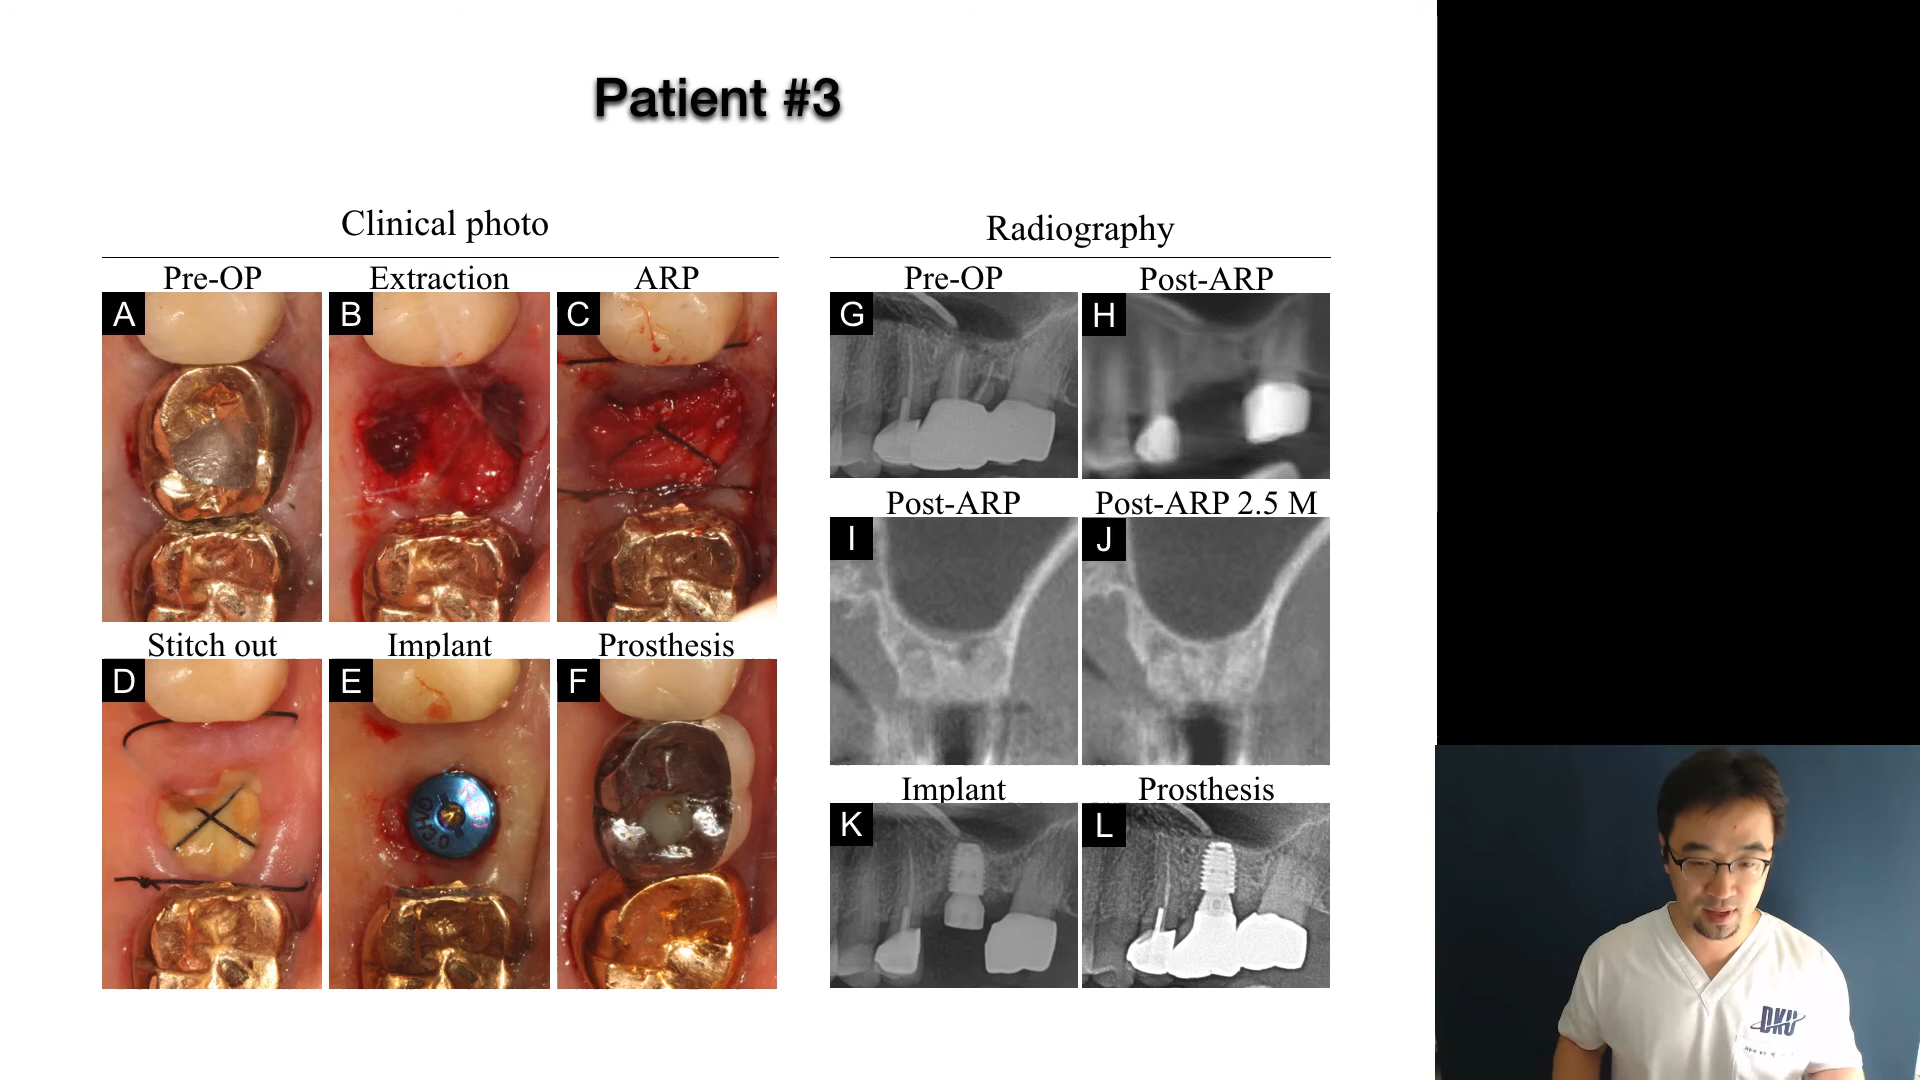 Patient #3
Clinical photo
Pre-OP
Extraction
ARP
A
B
C
Stitch out
Implant
Prosthesis
D
E
F
Radiography
Pre-OP
Post-ARP
G
H
Post-ARP
Post-ARP 2.5 M
I
J
Implant
Prosthesis
K
L
DKU